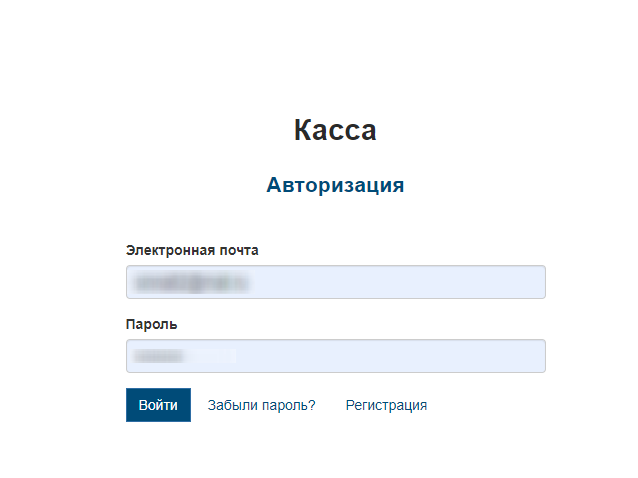 Касса
Авторизация
Электронная почта
Пароль
Войти Забыли пароль? Регистрация